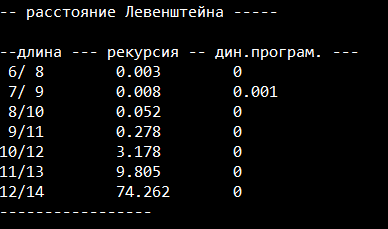 -- расстояние Левенштейна -----
--длина --- рекурсия -- дин.програм. ---
6/ 8 0.003 0
7/ 9 0.008 0.001
8/10 0.052 0
9/11 0.278 0
10/12 3.178 0
11/13 9.805 0
12/14 74.262 0
-----------------